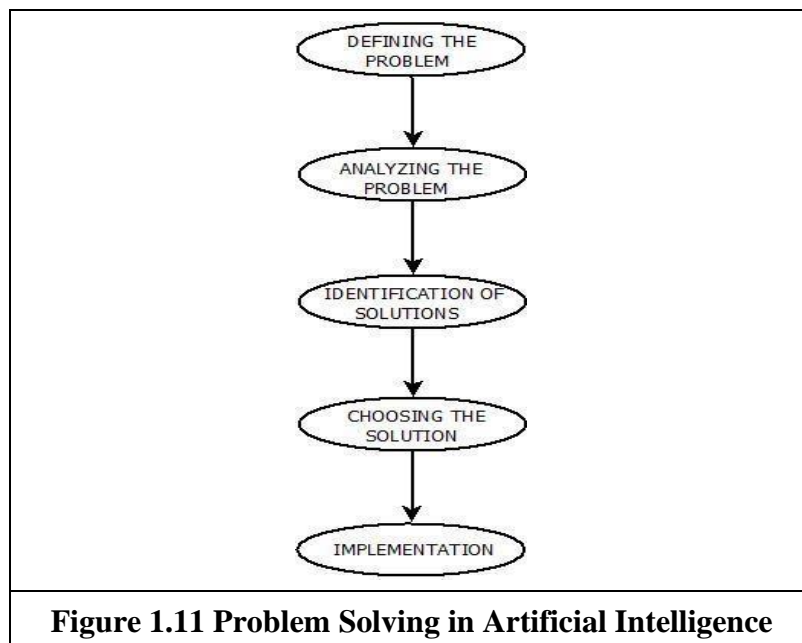 DEFINING THE
PROBLEM
ANALYZING THE
PROBLEM
IDENTIFICATION OF
SOLUTIONS
CHOOSING THE
SOLUTION
IMPLEMENTATION
Figure 1.11 Problem Solving in Artificial Intelligence